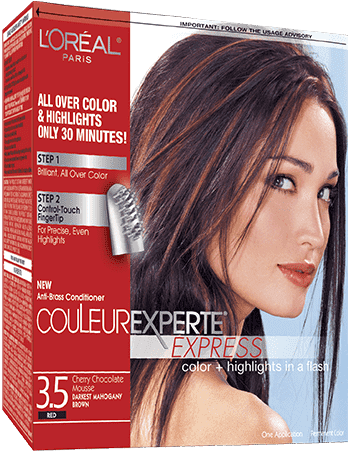 IMPORTANT: FOLLOW THE USAGE ADVISORY
L'ORÉAL
PARIS
ALL OVER COLOR
& HIGHLIGHTS
ONLY 30 MINUTES!
STEP 1
Brilliant, All Over Color
STEP 2
Control-Touch
FingerTip
For Precise, Even
Highlights
NEW
Anti-Brass Conditioner
COULEUREXPERTE®
EXPRESS
color + highlights in a flash
3.5
RED
Cherry Chocolate
Mousse
DARKEST MAHOGANY
BROWN
One Application Permanent Color